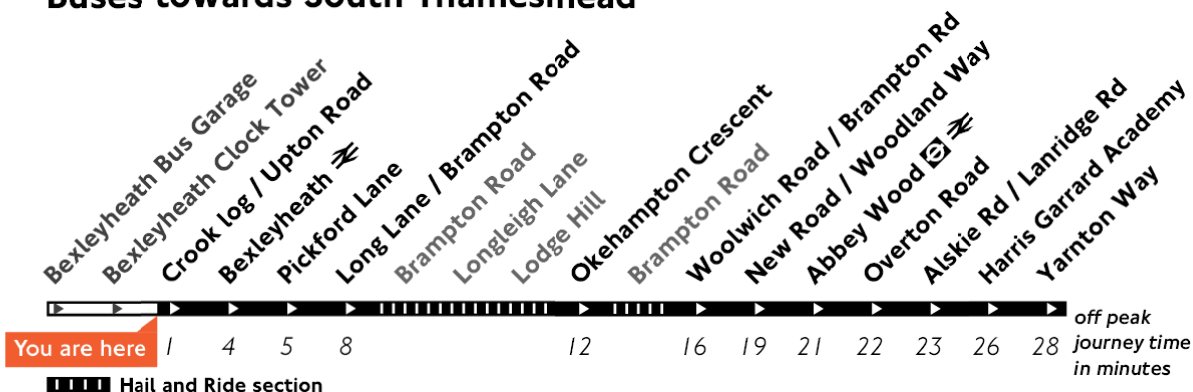 Buses towards South Thamesmead
Bexleyheath Bus Garage
Bexleyheath Clock Tower
Crook log / Upton Road
Bexleyheath
Pickford Lane
Long Lane / Brampton Road
Brampton Road
Longleigh Lane
Lodge Hill
Okehampton Crescent
Brampton Road
Woolwich Road / Brampton Rd
New Road / Woodland Way
Abbey Wood
Overton Road
Alskie Rd / Lanridge Rd
Harris Garrard Academy
Yarnton Way
You are here
1 4 5 8 12 16 19 21 22 23 26 28
off peak
journey time
in minutes
Hail and Ride section